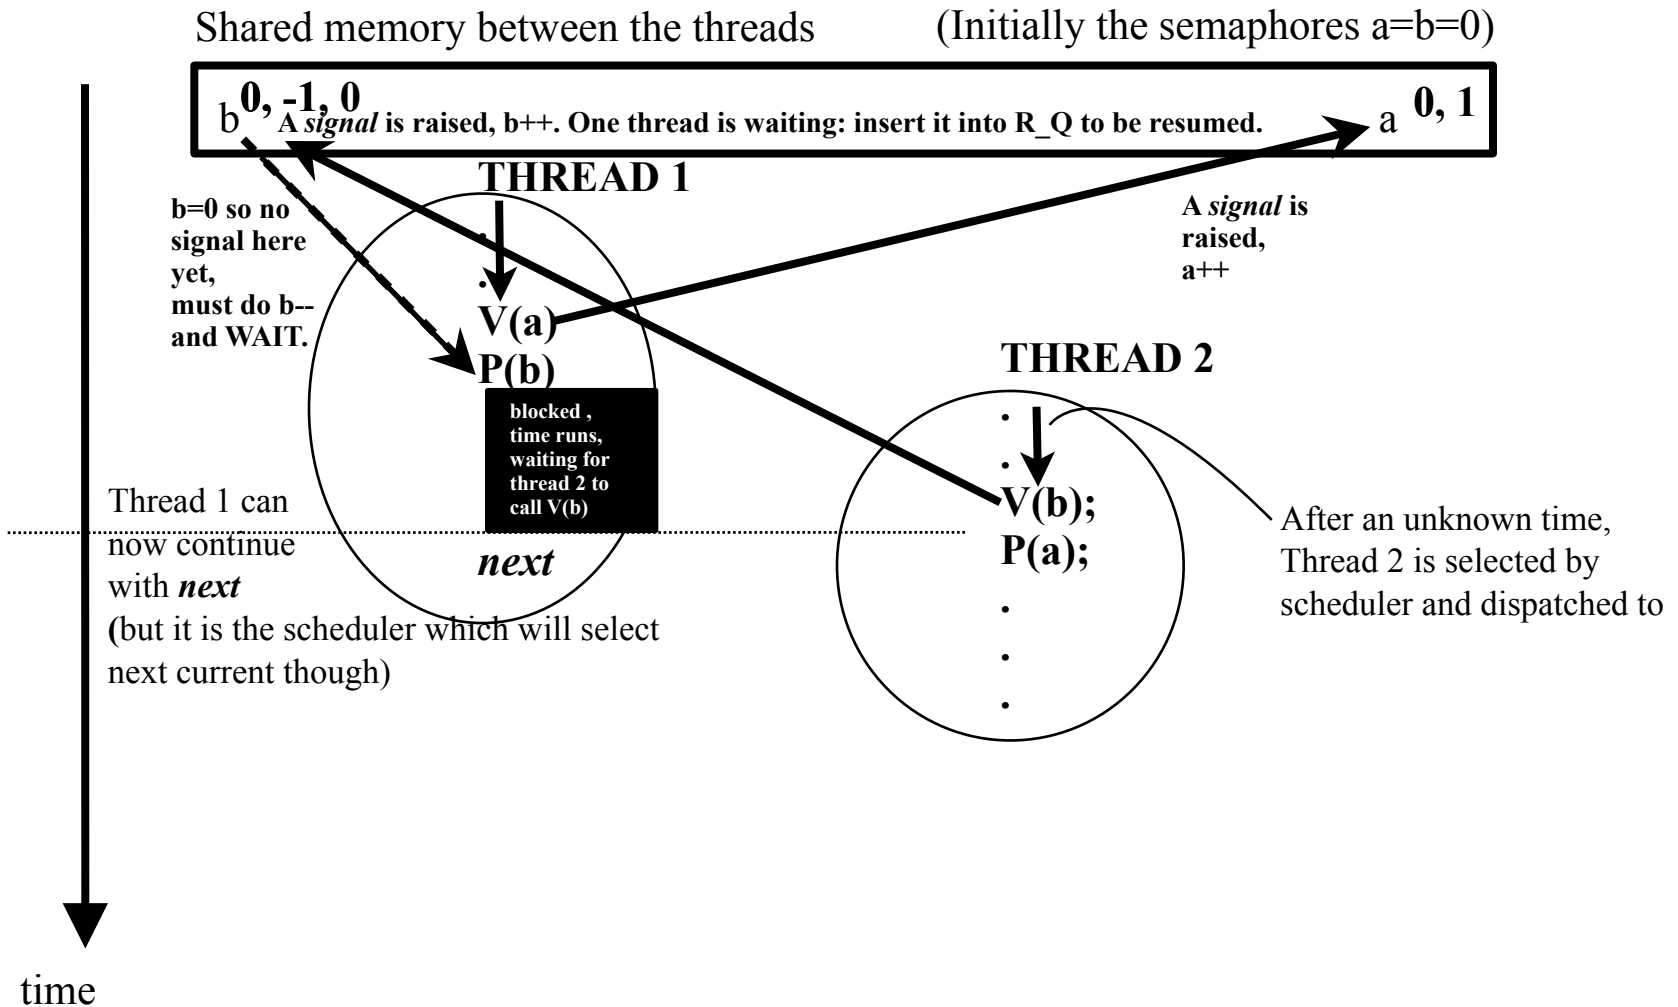 Shared memory between the threads
(Initially the semaphores a=b=0)
b 0, -1, 0
A signal is raised, b++. One thread is waiting: insert it into R_Q to be resumed.
a 0, 1
THREAD 1
b=0 so no
signal here
yet,
must do b--
and WAIT.
A signal is
raised,
a++
.
.
V(a)
P(b)
blocked ,
time runs,
waiting for
thread 2 to
call V(b)
next
THREAD 2
.
.
V(b);
P(a);
.
.
.
Thread 1 can
now continue
with next
(but it is the scheduler which will select
next current though)
After an unknown time,
Thread 2 is selected by
scheduler and dispatched to
time